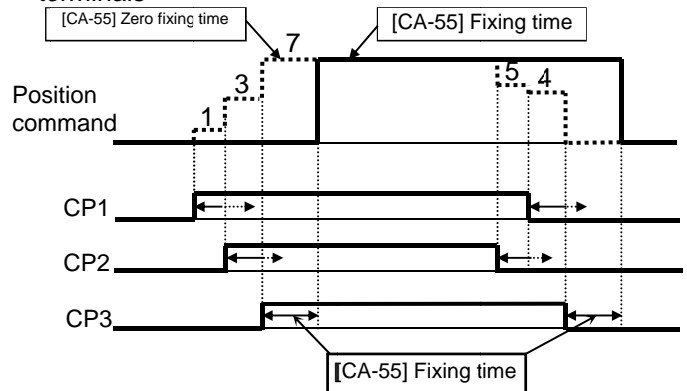 terminals
[CA-55] Zero fixing time
[CA-55] Fixing time
7
3
1
5
4
Position
command
CP1
CP2
CP3
[CA-55] Fixing time